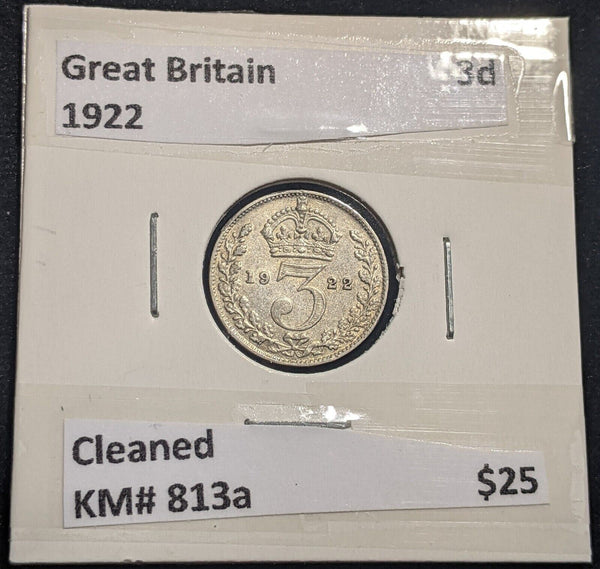 Great Britain 3d
1922
19 3 22
Cleaned
KM# 813a $25